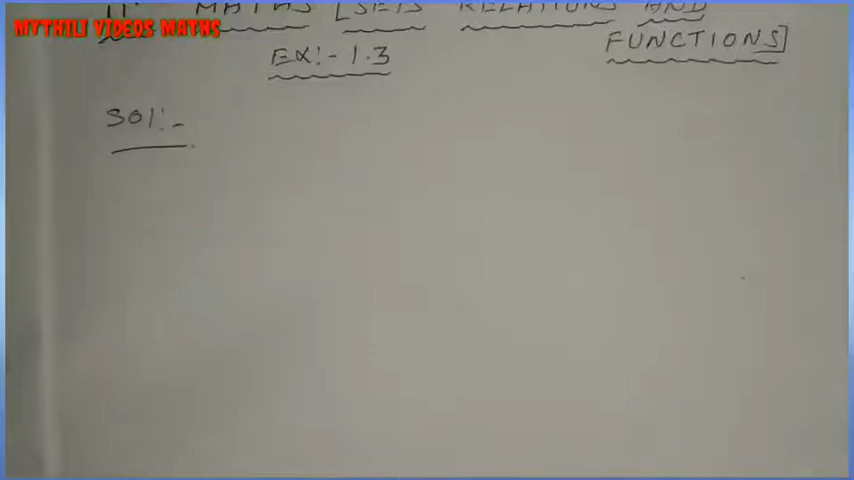 MATHS [SETS RELATIONS AND
MYTHILI VIDEOS MATHS
FUNCTIONS]
EX:- 1.3
Sol:-